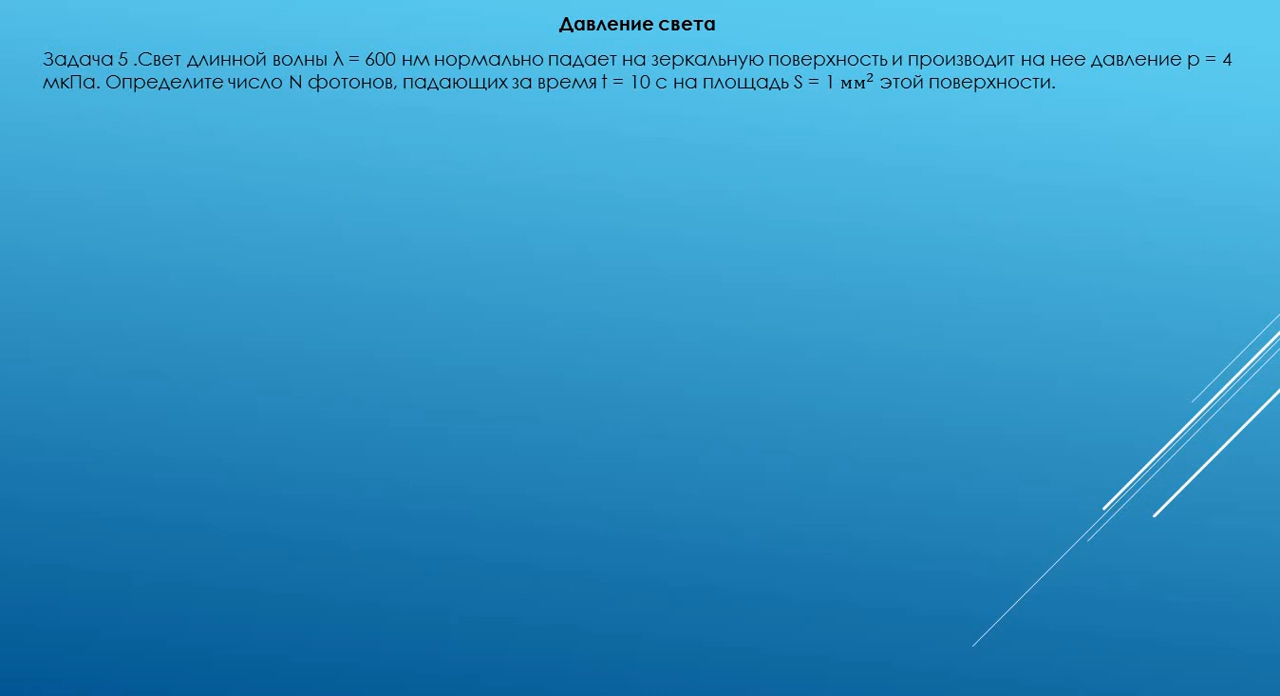 Давление света
Задача 5 .Свет длинной волны λ = 600 нм нормально падает на зеркальную поверхность и производит на нее давление p = 4
мкПа. Определите число N фотонов, падающих за время t = 10 с на площадь S = 1 мм² этой поверхности.